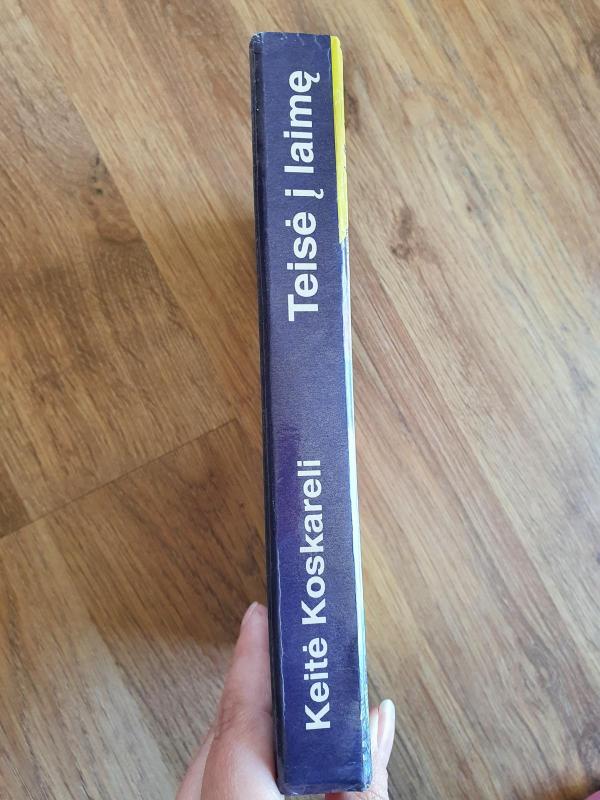 Keitė Koskareli
Teisė į laimę